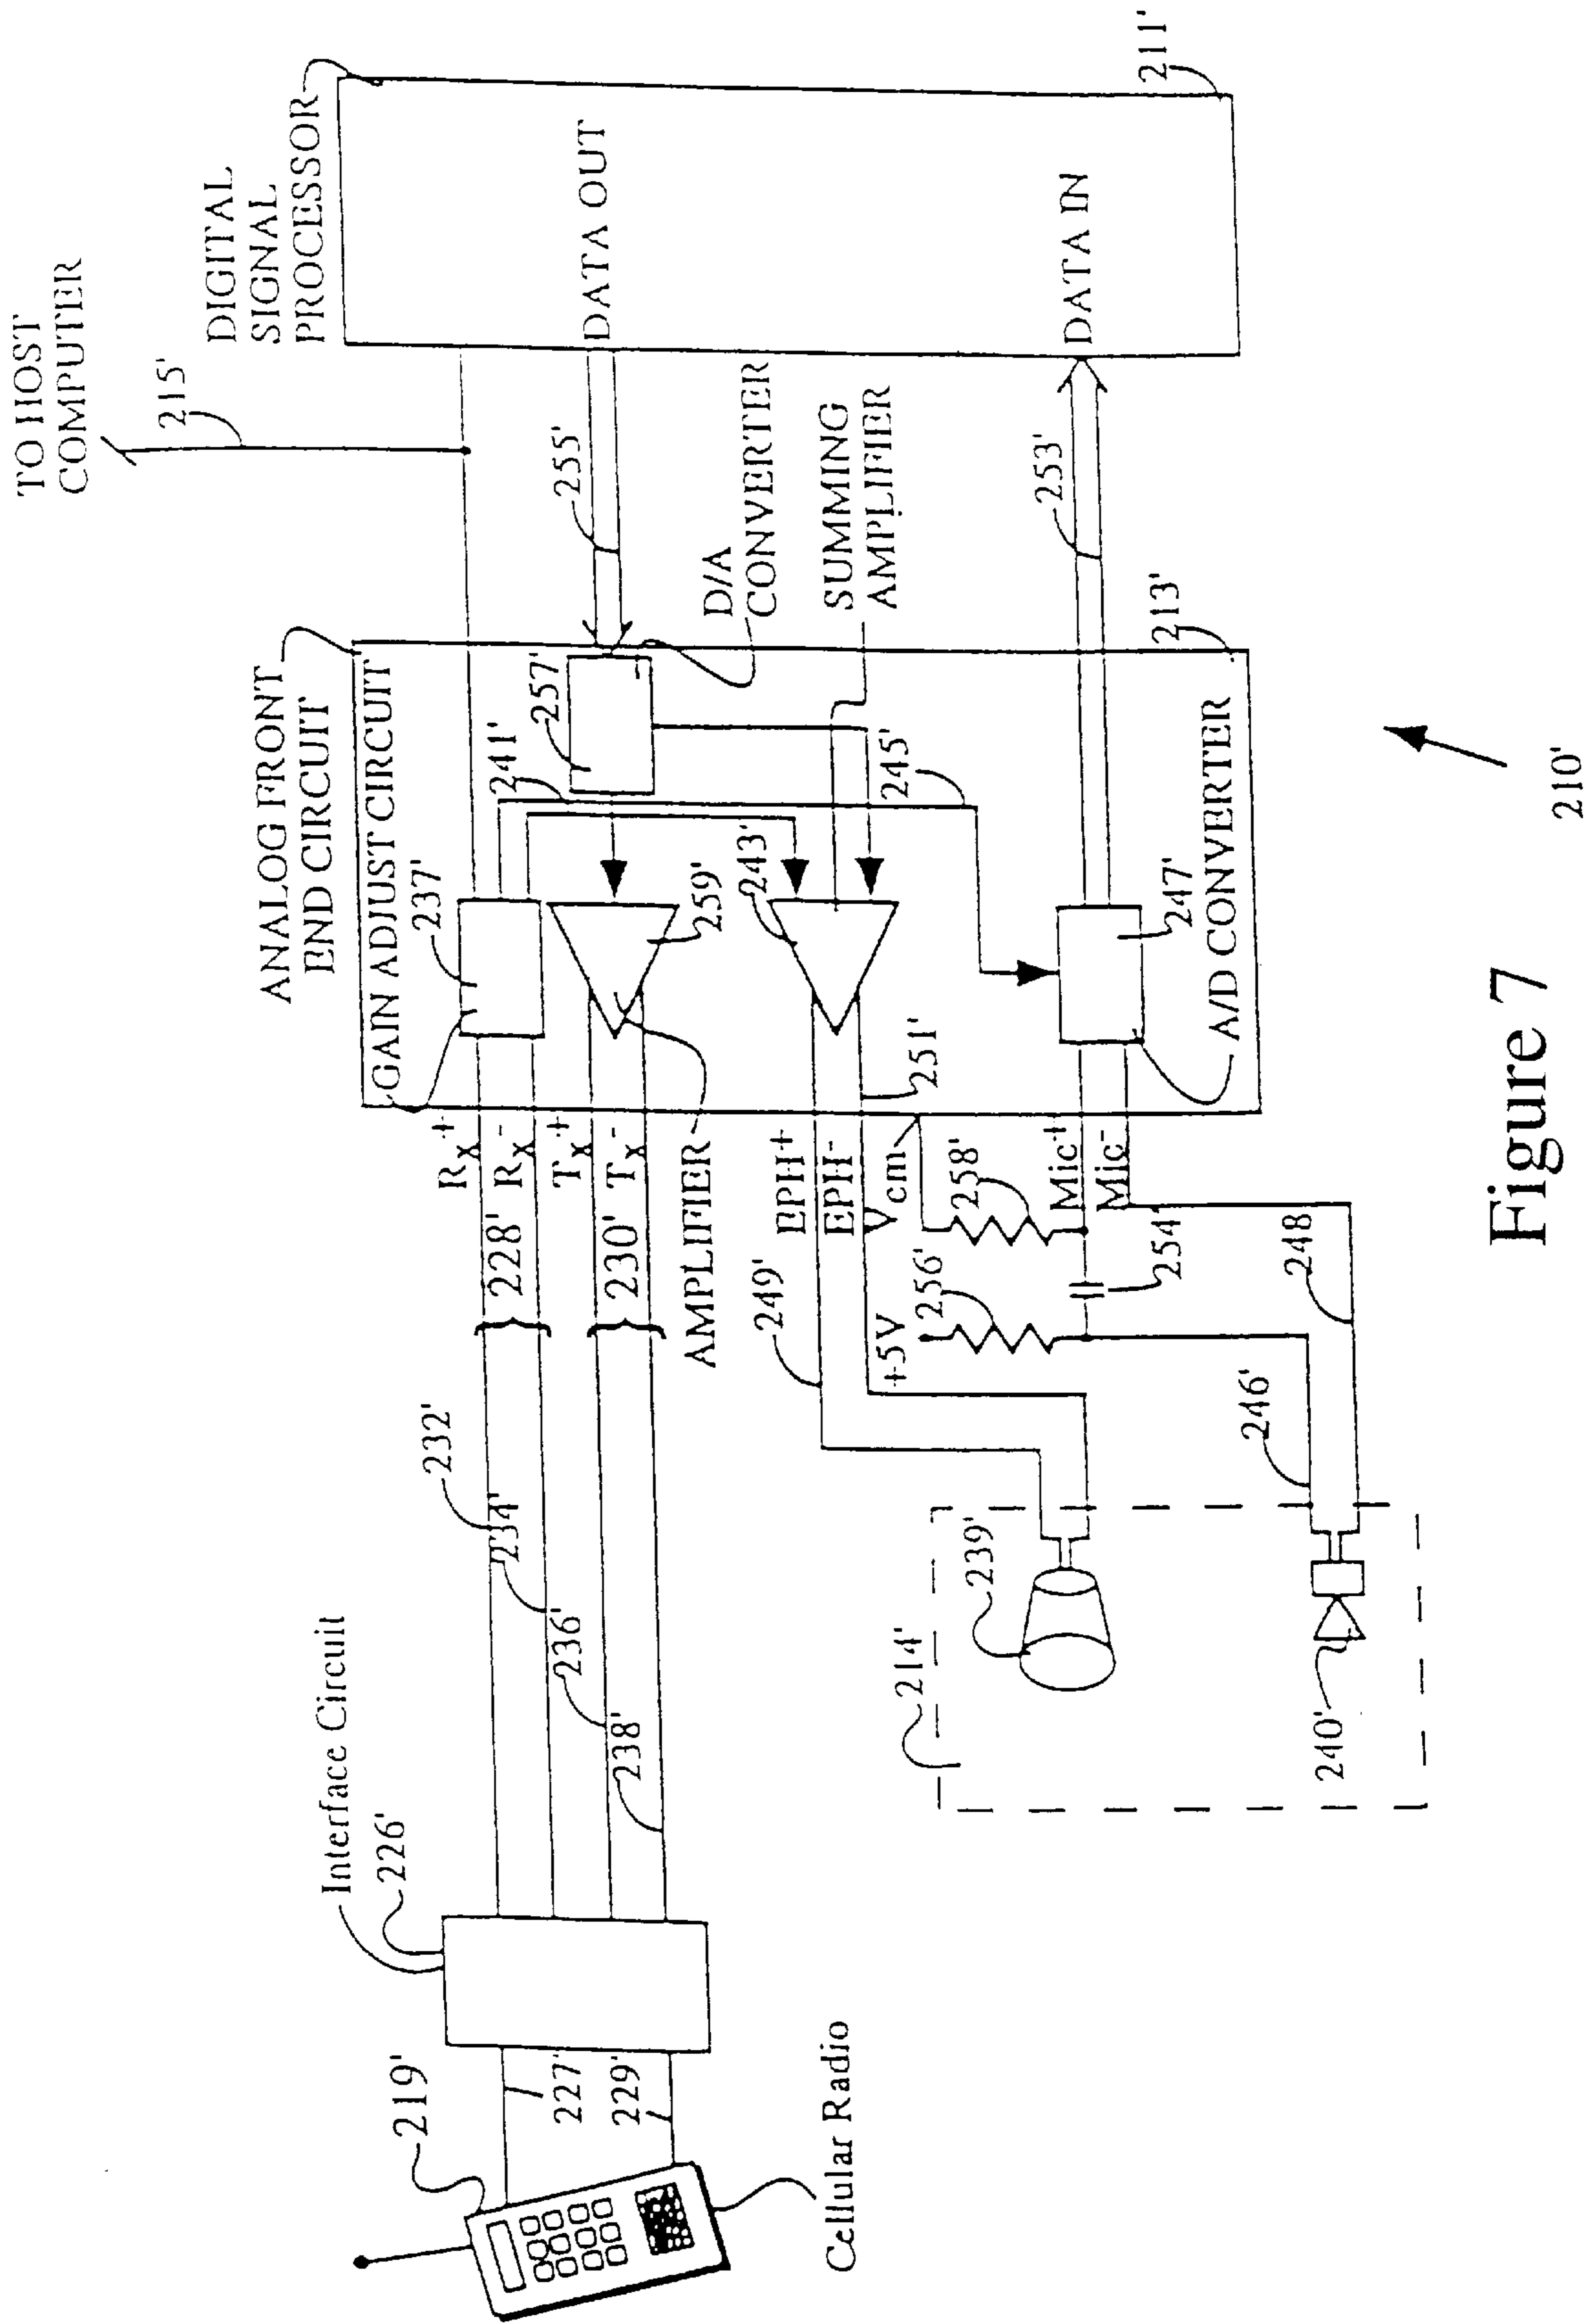 TO HOST
COMPUTER
215'
DIGITAL
SIGNAL
PROCESSOR
DATA OUT
DATA IN
211'
255'
253'
D/A
CONVERTER
SUMMING
AMPLIFIER
213'
ANALOG FRONT
END CIRCUIT
GAIN ADJUST CIRCUIT
237'
241'
257'
259'
243'
245'
247'
A/D CONVERTER
251'
Rx+
Rx-
Tx+
Tx-
228'
230'
AMPLIFIER
EPH+
EPH-
Vcm
258'
Mic+
Mic-
249'
+5V
256'
254'
246'
248'
232'
234'
236'
238'
Interface Circuit
226'
219'
227'
229'
Cellular Radio
214'
239'
240'
210'
Figure 7